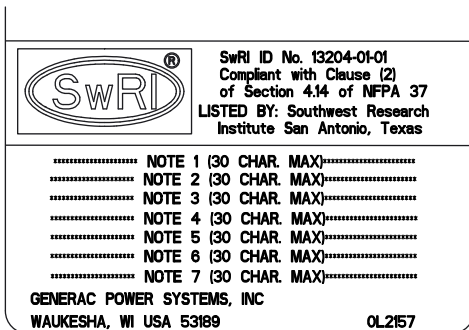 SwRI ®
SwRI ID No. 13204-01-01
Compliant with Clause (2)
of Section 4.14 of NFPA 37
LISTED BY: Southwest Research
Institute San Antonio, Texas
******************** NOTE 1 (30 CHAR. MAX)**********************
******************** NOTE 2 (30 CHAR. MAX)**********************
******************** NOTE 3 (30 CHAR. MAX)**********************
******************** NOTE 4 (30 CHAR. MAX)**********************
******************** NOTE 5 (30 CHAR. MAX)**********************
******************** NOTE 6 (30 CHAR. MAX)**********************
******************** NOTE 7 (30 CHAR. MAX)**********************
GENERAC POWER SYSTEMS, INC
WAUKESHA, WI USA 53189 0L2157